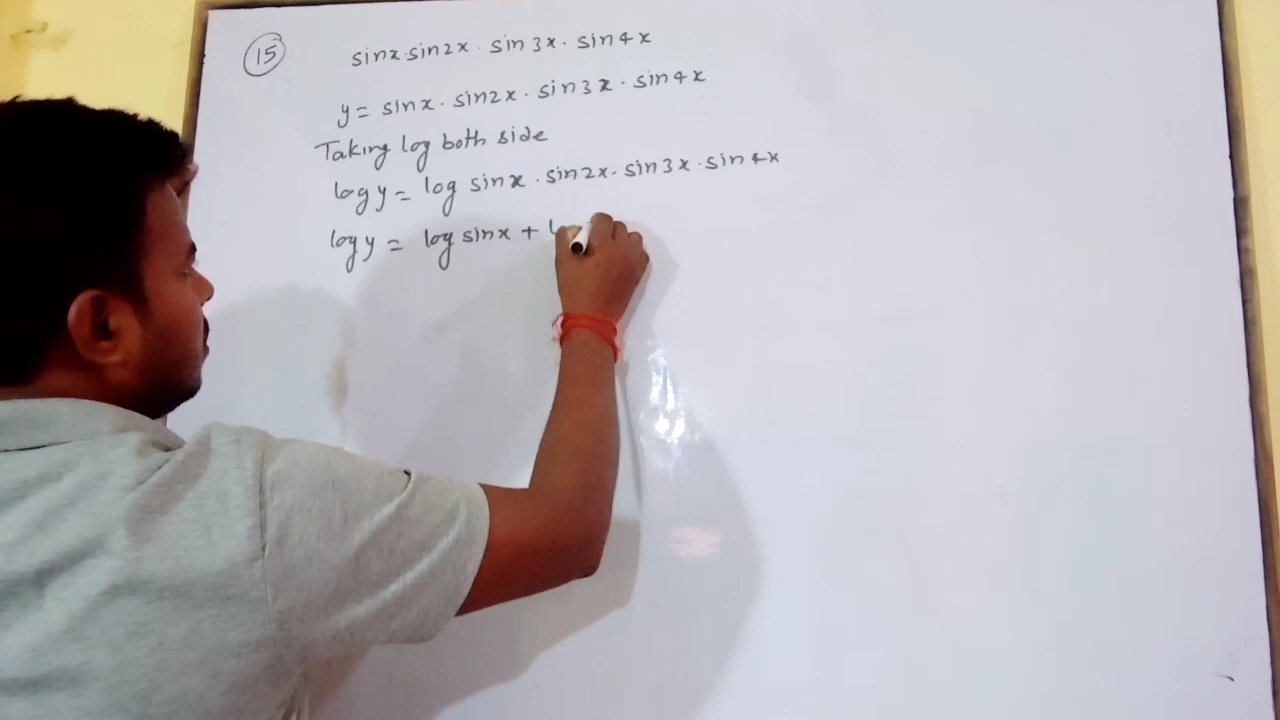 15 sinx.sin2x. sin3x. sin4x
y = sinx. sin2x. sin3x. sin4x
Taking log both side
log y = log sinx. sin2x. sin3x. sin4x
log y = log sinx +